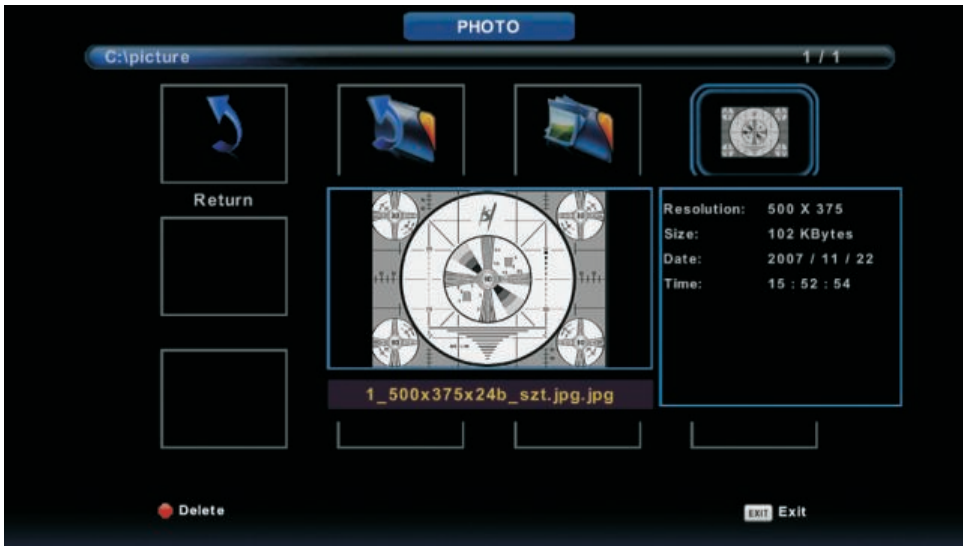 PHOTO
C:\picture
1 / 1
Return
Resolution: 500 X 375
Size: 102 KBytes
Date: 2007 / 11 / 22
Time: 15 : 52 : 54
1_500x375x24b_szt.jpg.jpg
Delete
EXIT Exit